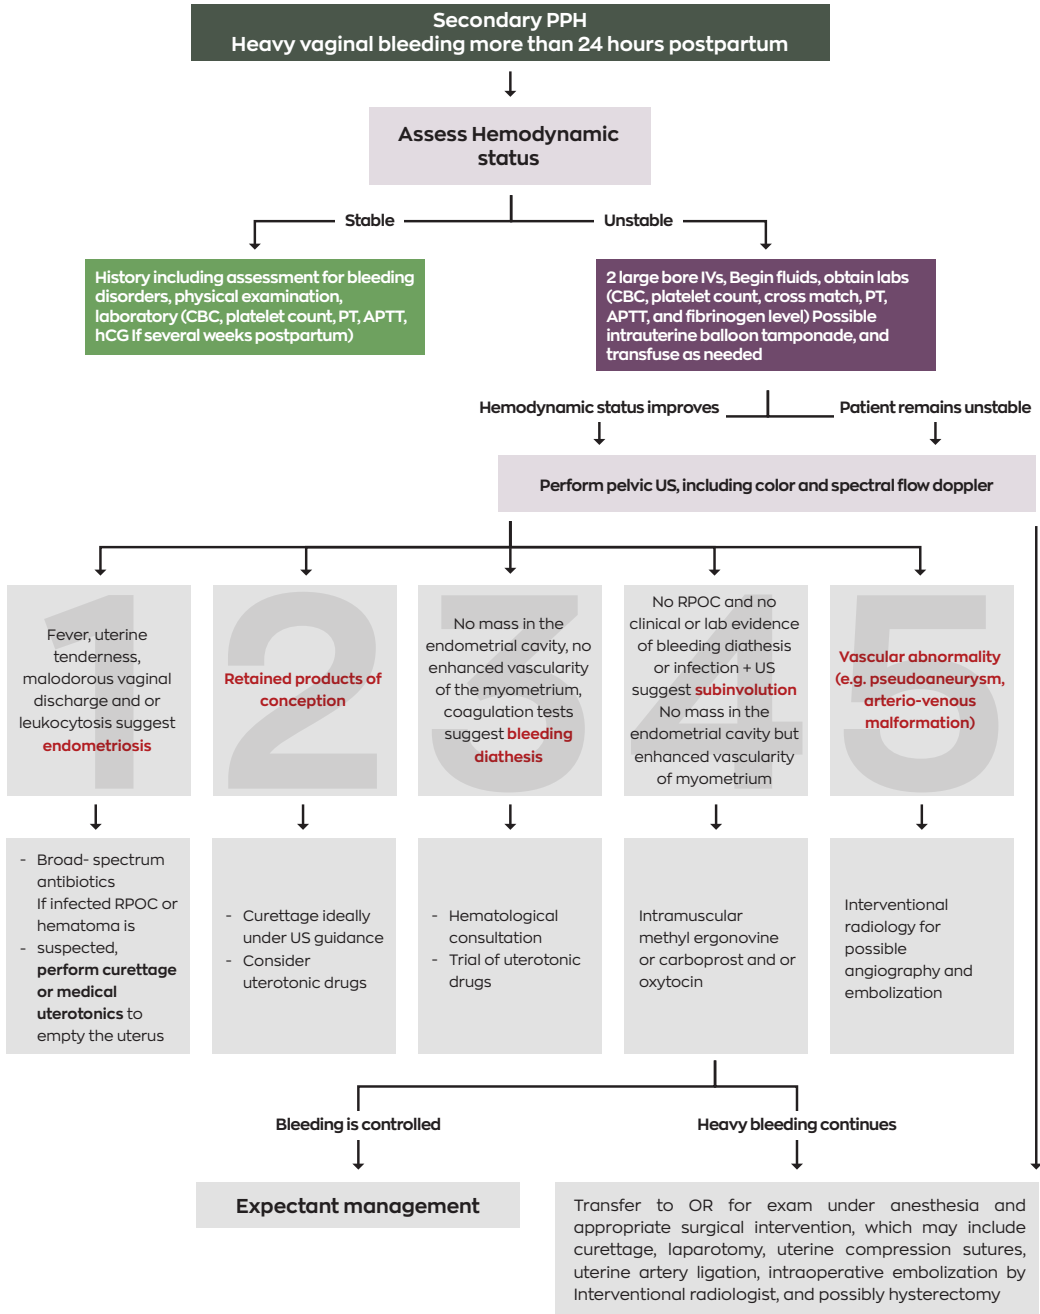 Secondary PPH
Heavy vaginal bleeding more than 24 hours postpartum
Assess Hemodynamic
status
Stable
Unstable
History including assessment for bleeding
disorders, physical examination,
laboratory (CBC, platelet count, PT, APTT,
hCG If several weeks postpartum)
2 large bore IVs, Begin fluids, obtain labs
(CBC, platelet count, cross match, PT,
APTT, and fibrinogen level) Possible
intrauterine balloon tamponade, and
transfuse as needed
Hemodynamic status improves
Patient remains unstable
Perform pelvic US, including color and spectral flow doppler
1
Fever, uterine
tenderness,
malodorous vaginal
discharge and or
leukocytosis suggest
endometriosis
2
Retained products of
conception
3
No mass in the
endometrial cavity, no
enhanced vascularity
of the myometrium,
coagulation tests
suggest bleeding
diathesis
4
No RPOC and no
clinical or lab evidence
of bleeding diathesis
or infection + US
suggest subinvolution
No mass in the
endometrial cavity but
enhanced vascularity
of myometrium
5
Vascular abnormality
(e.g. pseudoaneurysm,
arterio-venous
malformation)
- Broad- spectrum
antibiotics
If infected RPOC or
hematoma is
- suspected,
perform curettage
or medical
uterotonics to
empty the uterus
- Curettage ideally
under US guidance
- Consider
uterotonic drugs
- Hematological
consultation
- Trial of uterotonic
drugs
Intramuscular
methyl ergonovine
or carboprost and or
oxytocin
Interventional
radiology for
possible
angiography and
embolization
Bleeding is controlled
Heavy bleeding continues
Expectant management
Transfer to OR for exam under anesthesia and
appropriate surgical intervention, which may include
curettage, laparotomy, uterine compression sutures,
uterine artery ligation, intraoperative embolization by
Interventional radiologist, and possibly hysterectomy